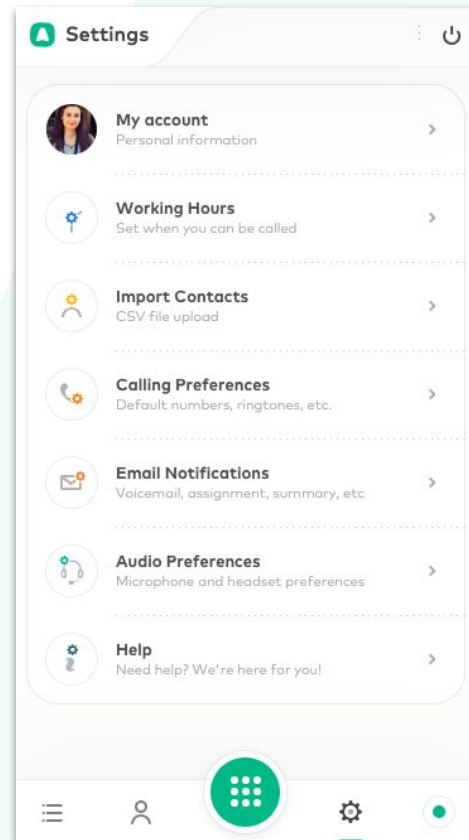 Settings
My account
Personal information
Working Hours
Set when you can be called
Import Contacts
CSV file upload
Calling Preferences
Default numbers, ringtones, etc.
Email Notifications
Voicemail, assignment, summary, etc
Audio Preferences
Microphone and headset preferences
Help
Need help? We're here for you!